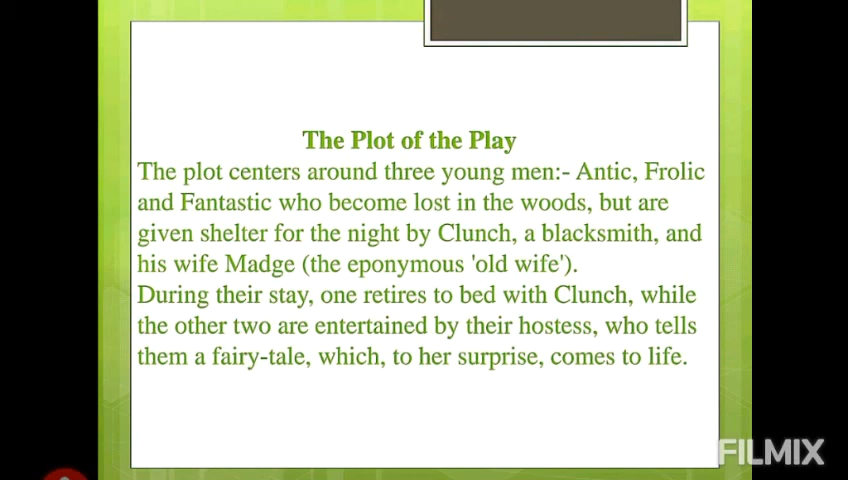 The Plot of the Play
The plot centers around three young men:- Antic, Frolic
and Fantastic who become lost in the woods, but are
given shelter for the night by Clunch, a blacksmith, and
his wife Madge (the eponymous 'old wife').
During their stay, one retires to bed with Clunch, while
the other two are entertained by their hostess, who tells
them a fairy-tale, which, to her surprise, comes to life.
FILMIX